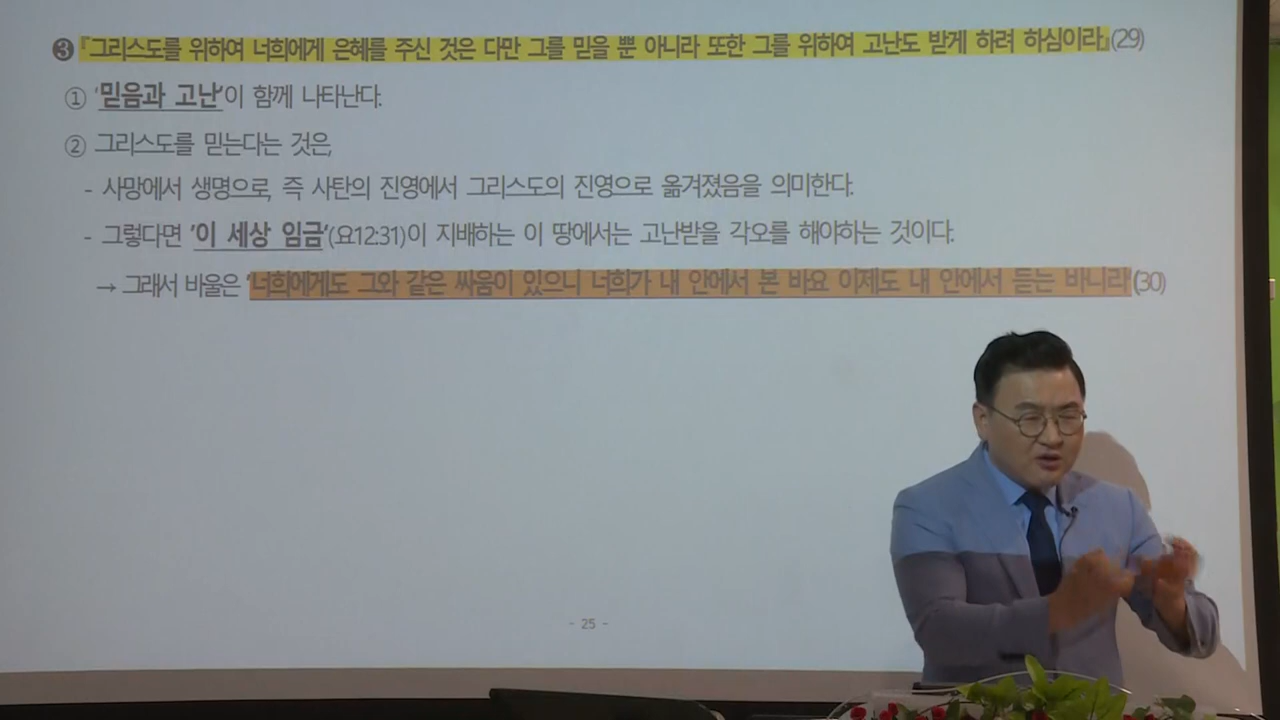 ❸『그리스도를 위하여 너희에게 은혜를 주신 것은 다만 그를 믿을 뿐 아니라 또한 그를 위하여 고난도 받게 하려 하심이라』(29)
① '믿음과 고난'이 함께 나타난다.
② 그리스도를 믿는다는 것은,
- 사망에서 생명으로, 즉 사탄의 진영에서 그리스도의 진영으로 옮겨졌음을 의미한다.
- 그렇다면 '이 세상 임금'(요12:31)이 지배하는 이 땅에서는 고난받을 각오를 해야하는 것이다.
→ 그래서 바울은 '너희에게도 그와 같은 싸움이 있으니 너희가 내 안에서 본 바요 이제도 내 안에서 듣는 바니라'(30)
- 25 -